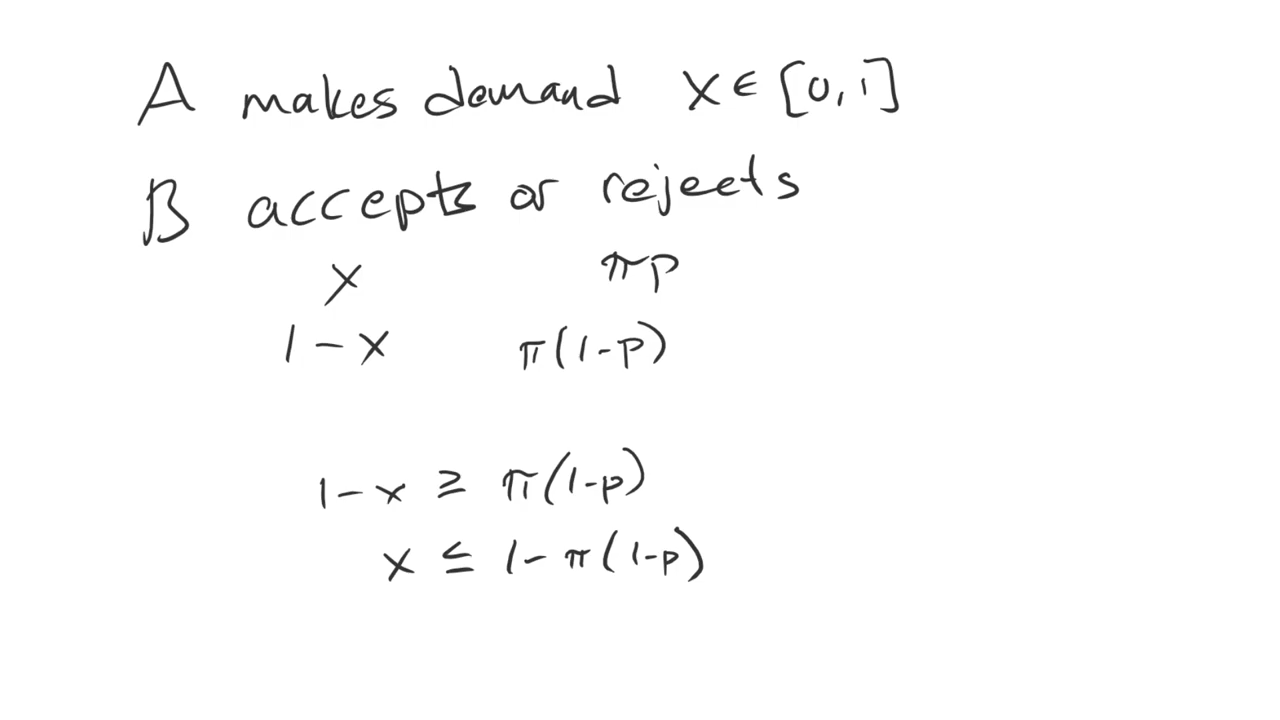 A makes demand x ∈ [0,1]
B accepts or rejects
x πp
1-x π(1-p)
1-x ≥ π(1-p)
x ≤ 1-π(1-p)